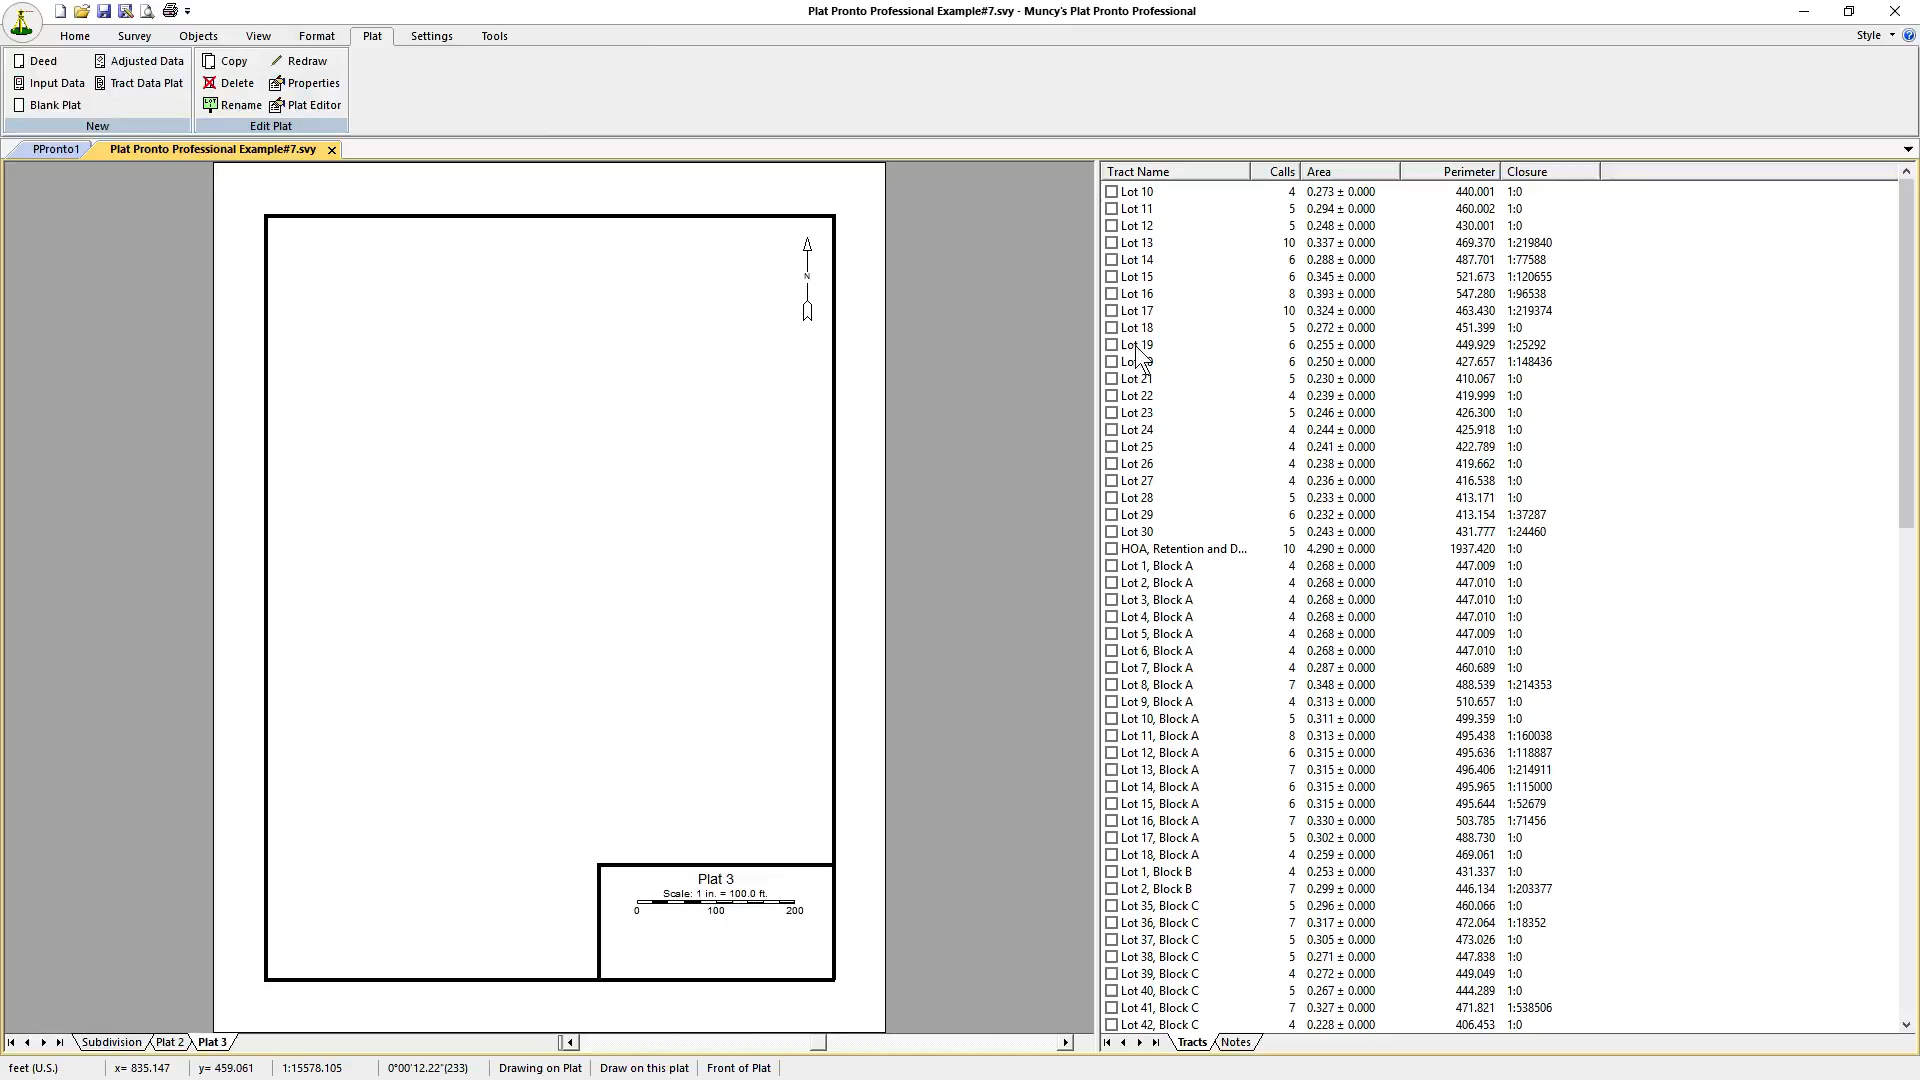 Plat Pronto Professional Example#7.svy - Muncy's Plat Pronto Professional
Home Survey Objects View Format Plat Settings Tools Style
Deed Adjusted Data Copy Redraw
Input Data Tract Data Plat Delete Properties
Blank Plat Rename Plat Editor
New Edit Plat
PPronto1 Plat Pronto Professional Example#7.svy
N
Plat 3
Scale: 1 in. = 100.0 ft.
0 100 200
Tract Name Calls Area Perimeter Closure
Lot 10 4 0.273 ± 0.000 440.001 1:0
Lot 11 5 0.294 ± 0.000 460.002 1:0
Lot 12 5 0.248 ± 0.000 430.001 1:0
Lot 13 10 0.337 ± 0.000 469.370 1:219840
Lot 14 6 0.288 ± 0.000 487.701 1:77588
Lot 15 6 0.345 ± 0.000 521.673 1:120655
Lot 16 8 0.393 ± 0.000 547.280 1:96538
Lot 17 10 0.324 ± 0.000 463.430 1:219374
Lot 18 5 0.272 ± 0.000 451.399 1:0
Lot 19 6 0.255 ± 0.000 449.929 1:25292
6 0.250 ± 0.000 427.657 1:148436
Lot 21 5 0.230 ± 0.000 410.067 1:0
Lot 22 4 0.239 ± 0.000 419.999 1:0
Lot 23 5 0.246 ± 0.000 426.300 1:0
Lot 24 4 0.244 ± 0.000 425.918 1:0
Lot 25 4 0.241 ± 0.000 422.789 1:0
Lot 26 4 0.238 ± 0.000 419.662 1:0
Lot 27 4 0.236 ± 0.000 416.538 1:0
Lot 28 5 0.233 ± 0.000 413.171 1:0
Lot 29 6 0.232 ± 0.000 413.154 1:37287
Lot 30 5 0.243 ± 0.000 431.777 1:24460
HOA, Retention and D... 10 4.290 ± 0.000 1937.420 1:0
Lot 1, Block A 4 0.268 ± 0.000 447.009 1:0
Lot 2, Block A 4 0.268 ± 0.000 447.010 1:0
Lot 3, Block A 4 0.268 ± 0.000 447.010 1:0
Lot 4, Block A 4 0.268 ± 0.000 447.010 1:0
Lot 5, Block A 4 0.268 ± 0.000 447.009 1:0
Lot 6, Block A 4 0.268 ± 0.000 447.010 1:0
Lot 7, Block A 4 0.287 ± 0.000 460.689 1:0
Lot 8, Block A 7 0.348 ± 0.000 488.539 1:214353
Lot 9, Block A 4 0.313 ± 0.000 510.657 1:0
Lot 10, Block A 5 0.311 ± 0.000 499.359 1:0
Lot 11, Block A 8 0.313 ± 0.000 495.438 1:160038
Lot 12, Block A 6 0.315 ± 0.000 495.636 1:118887
Lot 13, Block A 7 0.315 ± 0.000 496.406 1:214911
Lot 14, Block A 6 0.315 ± 0.000 495.965 1:115000
Lot 15, Block A 6 0.315 ± 0.000 495.644 1:52679
Lot 16, Block A 7 0.330 ± 0.000 503.785 1:71456
Lot 17, Block A 5 0.302 ± 0.000 488.730 1:0
Lot 18, Block A 4 0.259 ± 0.000 469.061 1:0
Lot 1, Block B 4 0.253 ± 0.000 431.337 1:0
Lot 2, Block B 7 0.299 ± 0.000 446.134 1:203377
Lot 35, Block C 5 0.296 ± 0.000 460.066 1:0
Lot 36, Block C 7 0.317 ± 0.000 472.064 1:18352
Lot 37, Block C 5 0.305 ± 0.000 473.026 1:0
Lot 38, Block C 5 0.271 ± 0.000 447.838 1:0
Lot 39, Block C 4 0.272 ± 0.000 449.049 1:0
Lot 40, Block C 5 0.267 ± 0.000 444.289 1:0
Lot 41, Block C 7 0.327 ± 0.000 471.821 1:538506
Lot 42, Block C 4 0.228 ± 0.000 406.453 1:0
Subdivision Plat 2 Plat 3 Tracts Notes
feet (U.S.) x= 835.147 y= 459.061 1:15578.105 0°00'12.22"(233) Drawing on Plat Draw on this plat Front of Plat